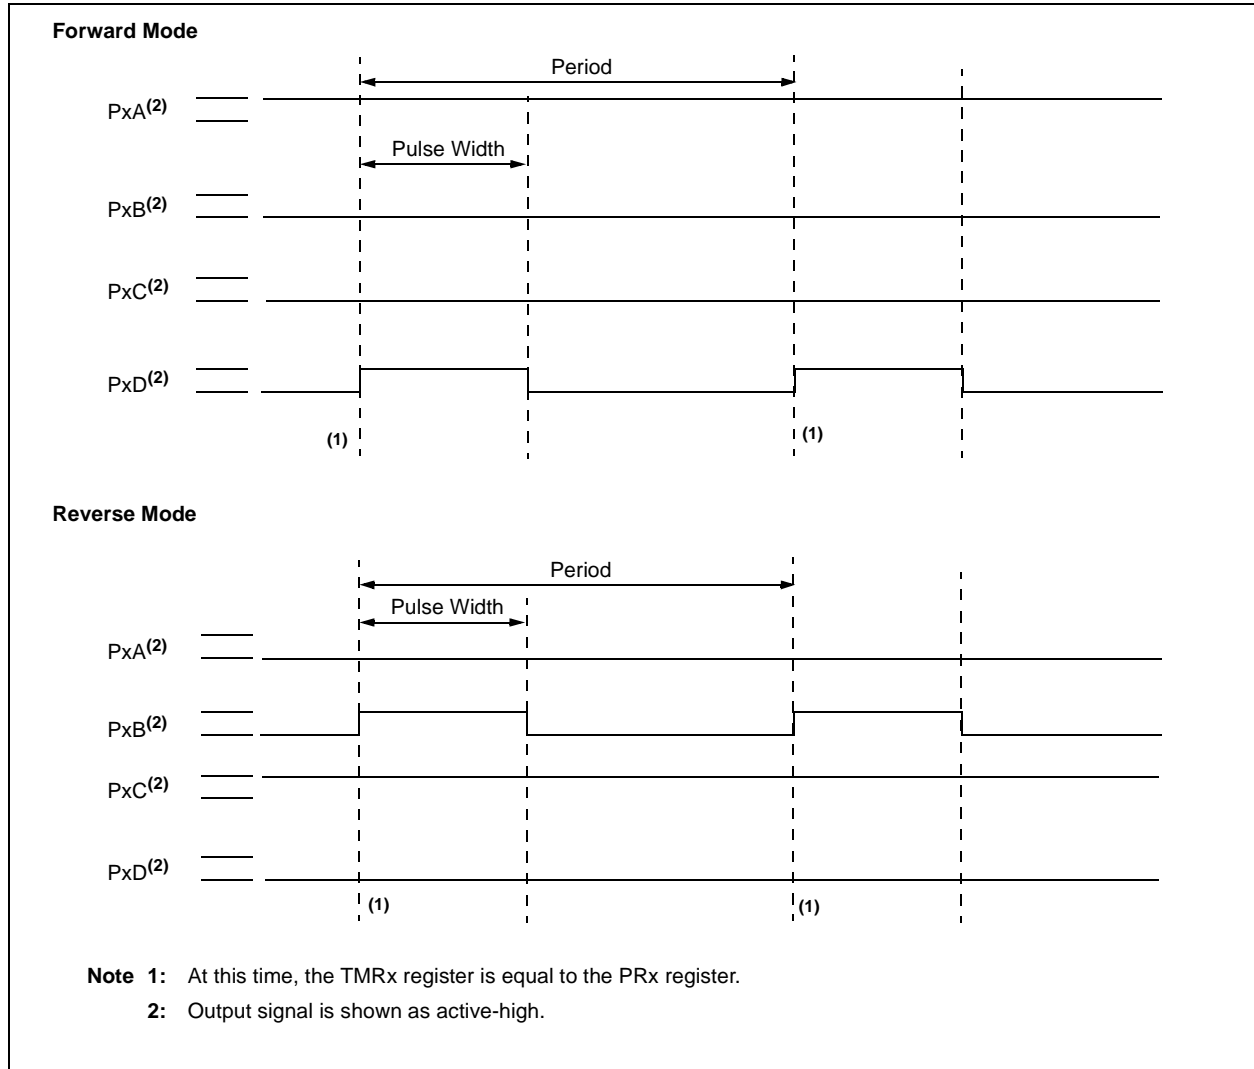 Forward Mode
Period
PxA(2)
Pulse Width
PxB(2)
PxC(2)
PxD(2)
(1) (1)
Reverse Mode
Period
Pulse Width
PxA(2)
PxB(2)
PxC(2)
PxD(2)
(1) (1)
Note 1: At this time, the TMRx register is equal to the PRx register.
2: Output signal is shown as active-high.